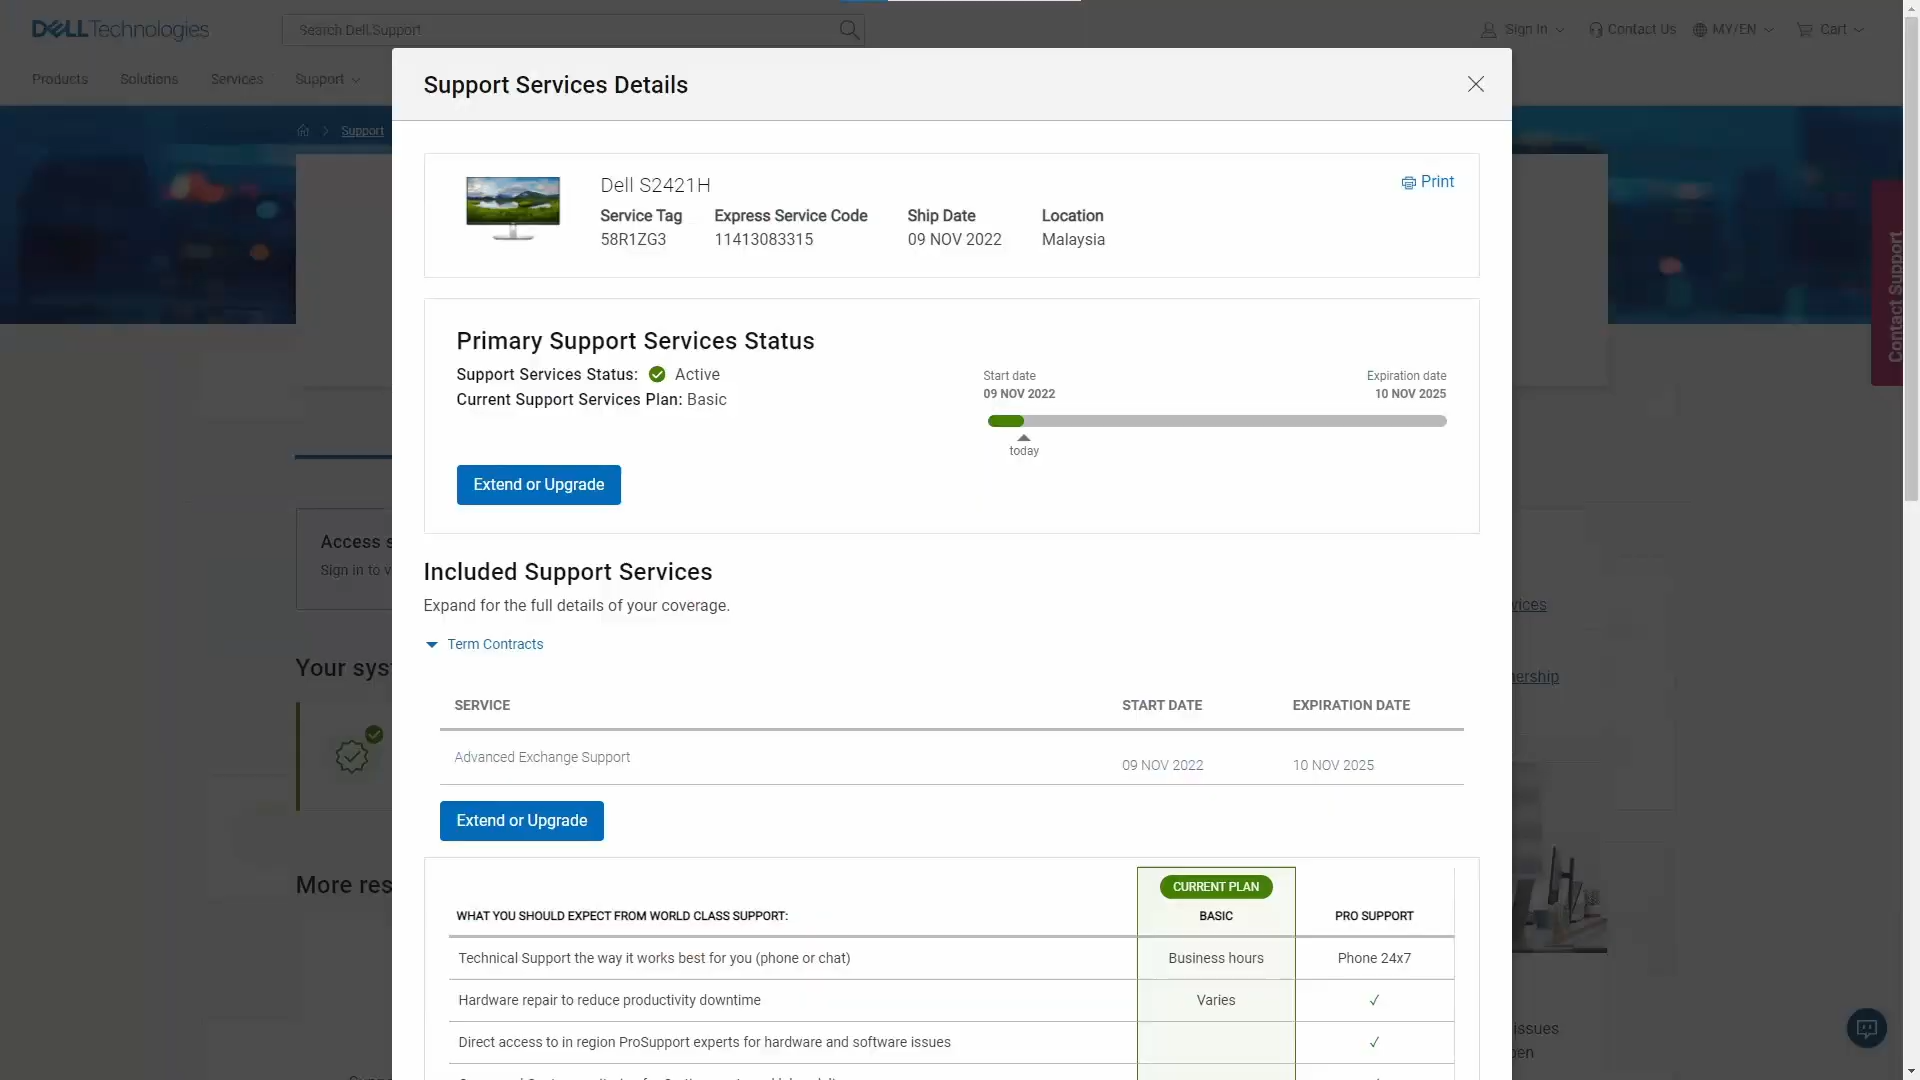 DELLTechnologies
Search Dell Support
Sign In
Contact Us
MY/EN
Cart
Products
Solutions
Services
Support
Support
Support Services Details
Dell S2421H
Print
Service Tag Express Service Code Ship Date Location
58R1ZG3 11413083315 09 NOV 2022 Malaysia
Contact Support
Primary Support Services Status
Support Services Status: Active
Current Support Services Plan: Basic
Start date
09 NOV 2022
Expiration date
10 NOV 2025
today
Extend or Upgrade
Access s
Sign in to v
Included Support Services
Expand for the full details of your coverage.
vices
Term Contracts
Your sys
nership
SERVICE START DATE EXPIRATION DATE
Advanced Exchange Support 09 NOV 2022 10 NOV 2025
Extend or Upgrade
More res
CURRENT PLAN
WHAT YOU SHOULD EXPECT FROM WORLD CLASS SUPPORT: BASIC PRO SUPPORT
Technical Support the way it works best for you (phone or chat) Business hours Phone 24x7
Hardware repair to reduce productivity downtime Varies ✓
issues
Direct access to in region ProSupport experts for hardware and software issues ✓
pen